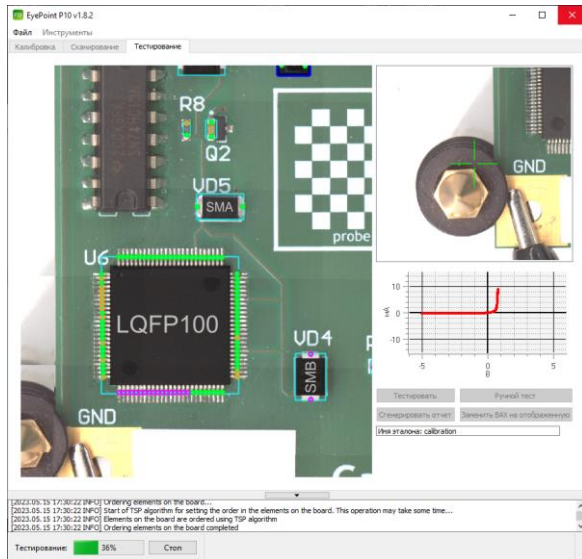 EyePoint P10 v1.8.2
Файл Инструменты
Калибровка Сканирование Тестирование
R8
Q2
VD5
SMA
probe
U6
LQFP100
VD4
SMB
GND
GND
10
0
-10
мА
-5 0 5
В
Тестировать Ручной тест
Сгенерировать отчет Заменить ВАХ на отображенную
Имя эталона: calibration
[2023.05.15 17:30:22 INFO] Ordering elements on the board...
[2023.05.15 17:30:22 INFO] Start of TSP algorithm for setting the order in the elements on the board. This operation may take some time...
[2023.05.15 17:30:22 INFO] Elements on the board are ordered using TSP algorithm
[2023.05.15 17:30:22 INFO] Ordering elements on the board completed
Тестирование: 36% Стоп